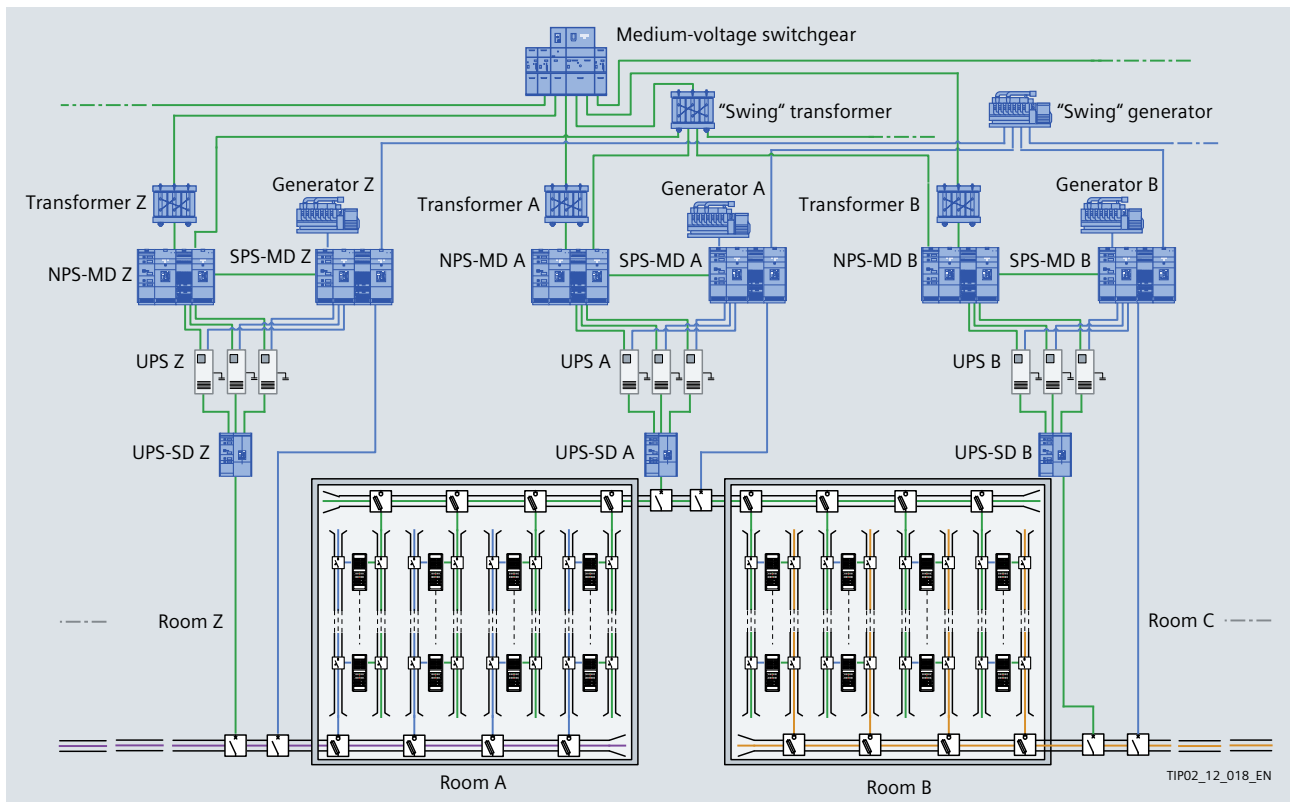 Medium-voltage switchgear
“Swing“ transformer
“Swing“ generator
Transformer Z
Generator Z
Transformer A
Generator A
Transformer B
Generator B
NPS-MD Z
SPS-MD Z
NPS-MD A
SPS-MD A
NPS-MD B
SPS-MD B
UPS Z
UPS A
UPS B
UPS-SD Z
UPS-SD A
UPS-SD B
Room Z
Room C
Room A
Room B
TIP02_12_018_EN